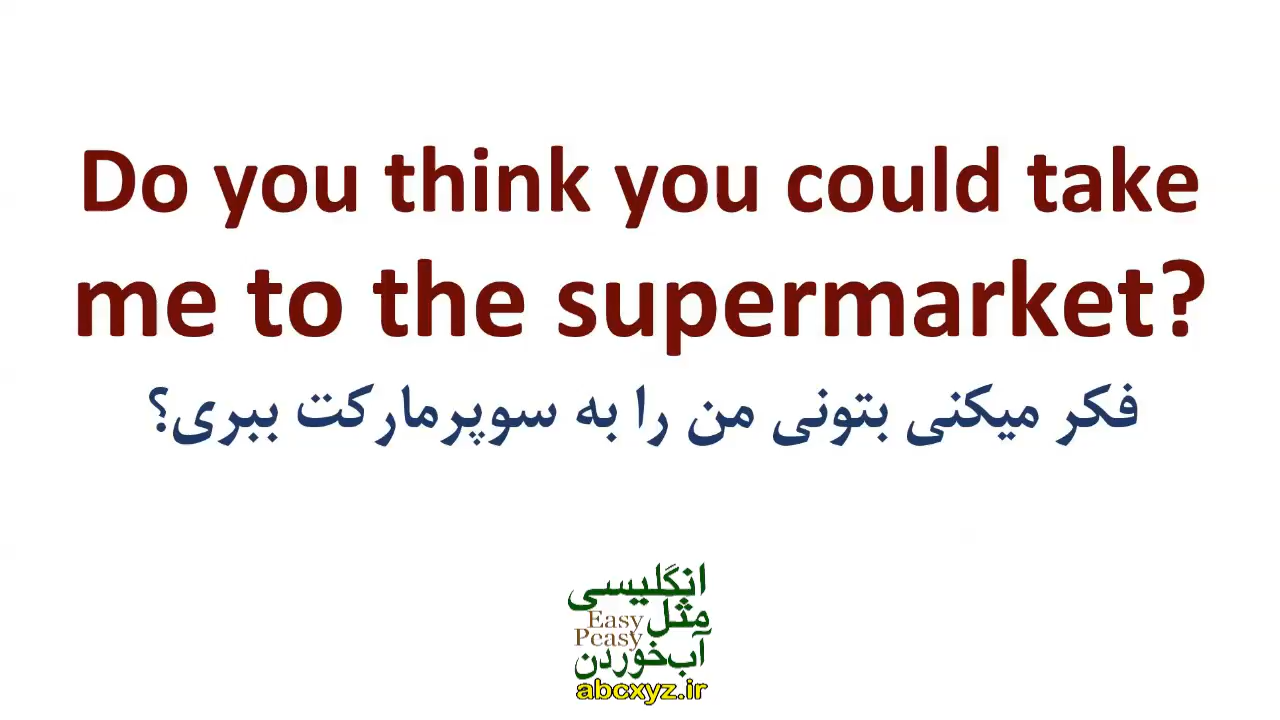 Do you think you could take
me to the supermarket?
فکر میکنی بتونی من را به سوپرمارکت ببری؟
انگلیسی
مثل
Easy
Peasy
آب‌خوردن
abcxyz.ir